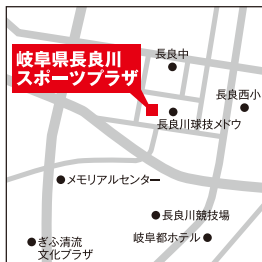 岐阜県長良川
スポーツプラザ
長良中
長良西小
長良川球技メドウ
メモリアルセンター
長良川競技場
岐阜都ホテル
ぎふ清流
文化プラザ